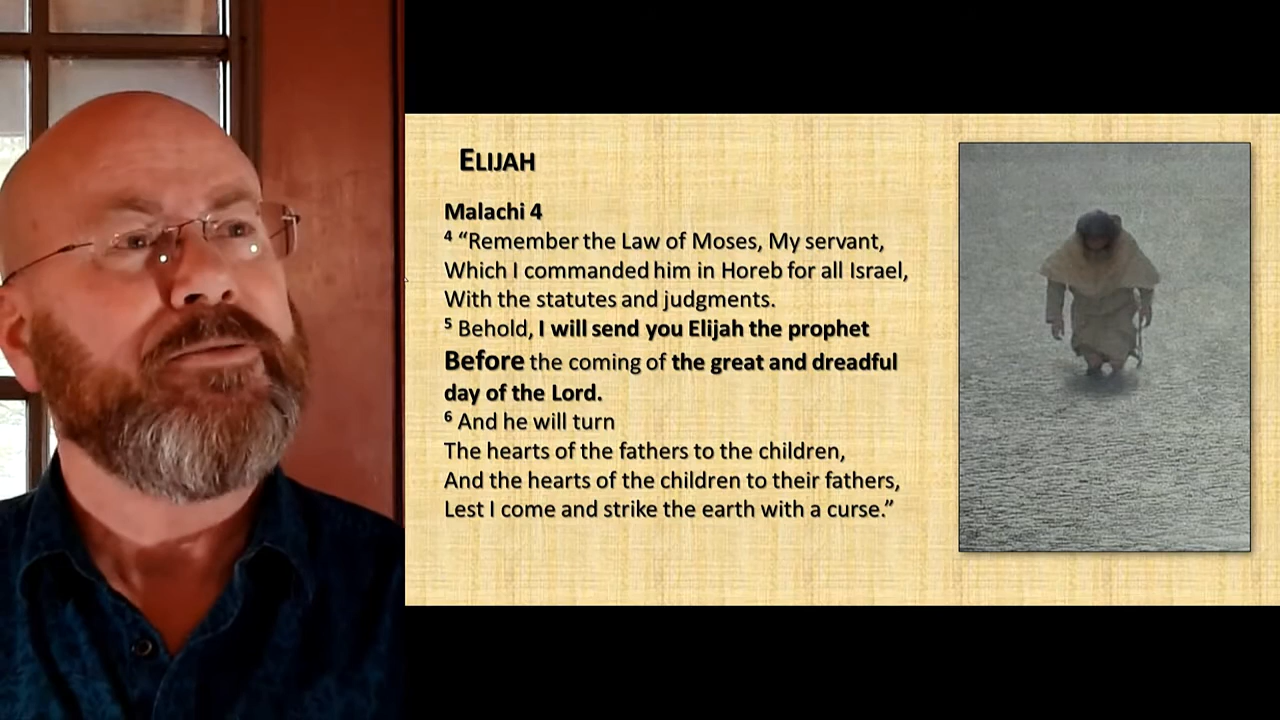 ELIJAH
Malachi 4
⁴ “Remember the Law of Moses, My servant,
Which I commanded him in Horeb for all Israel,
With the statutes and judgments.
⁵ Behold, I will send you Elijah the prophet
Before the coming of the great and dreadful
day of the Lord.
⁶ And he will turn
The hearts of the fathers to the children,
And the hearts of the children to their fathers,
Lest I come and strike the earth with a curse.”